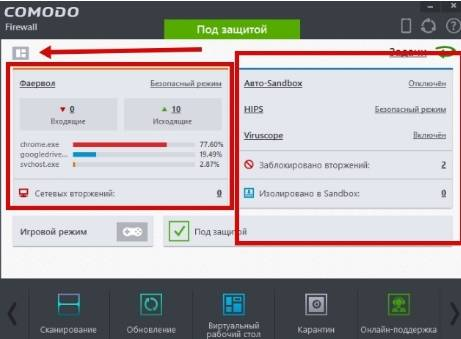 COMODO
Firewall
Под защитой
Задачи
Фаервол Безопасный режим
0 10
Входящие Исходящие
chrome.exe 77.60%
googledrive... 19.49%
svchost.exe 2.87%
Сетевых вторжений: 0
Авто-Sandbox Отключён
HIPS Безопасный режим
Viruscope Включён
Заблокировано вторжений: 2
Изолировано в Sandbox: 0
Игровой режим
Под защитой
Сканирование
Обновление
Виртуальный
рабочий стол
Карантин
Онлайн-поддержка